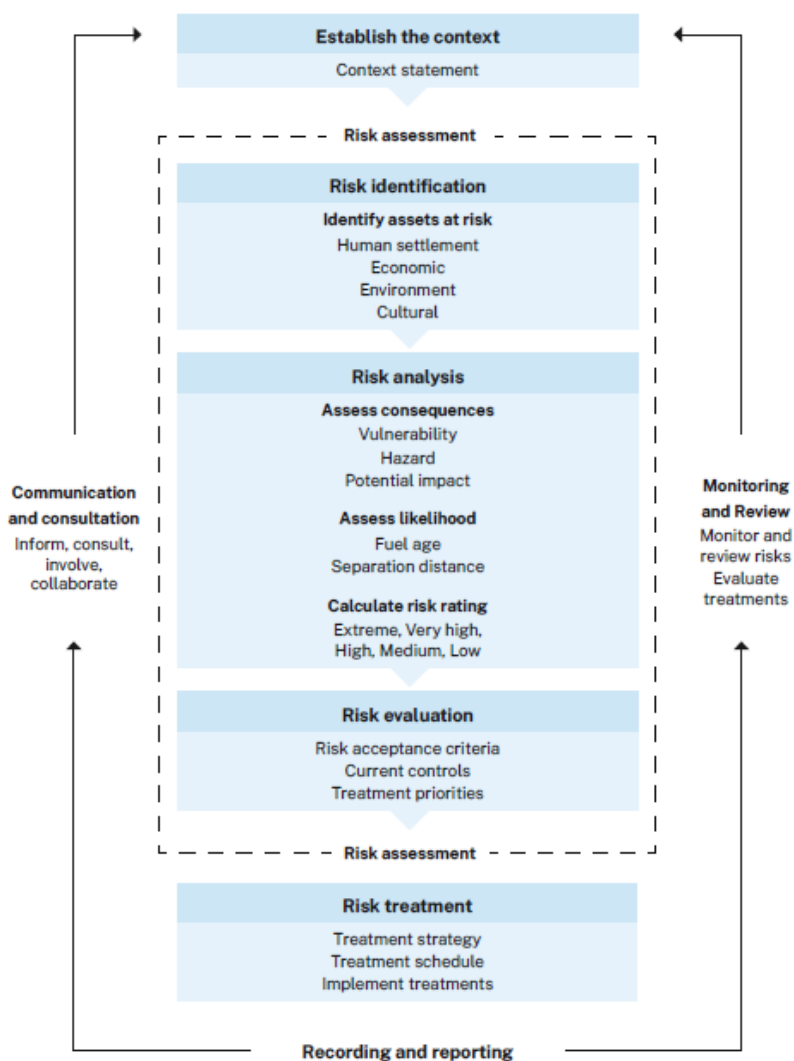 Establish the context
Context statement
Risk assessment
Risk identification
Identify assets at risk
Human settlement
Economic
Environment
Cultural
Risk analysis
Assess consequences
Vulnerability
Hazard
Potential impact
Assess likelihood
Fuel age
Separation distance
Calculate risk rating
Extreme, Very high,
High, Medium, Low
Communication
and consultation
Inform, consult,
involve,
collaborate
Monitoring
and Review
Monitor and
review risks
Evaluate
treatments
Risk evaluation
Risk acceptance criteria
Current controls
Treatment priorities
Risk assessment
Risk treatment
Treatment strategy
Treatment schedule
Implement treatments
Recording and reporting